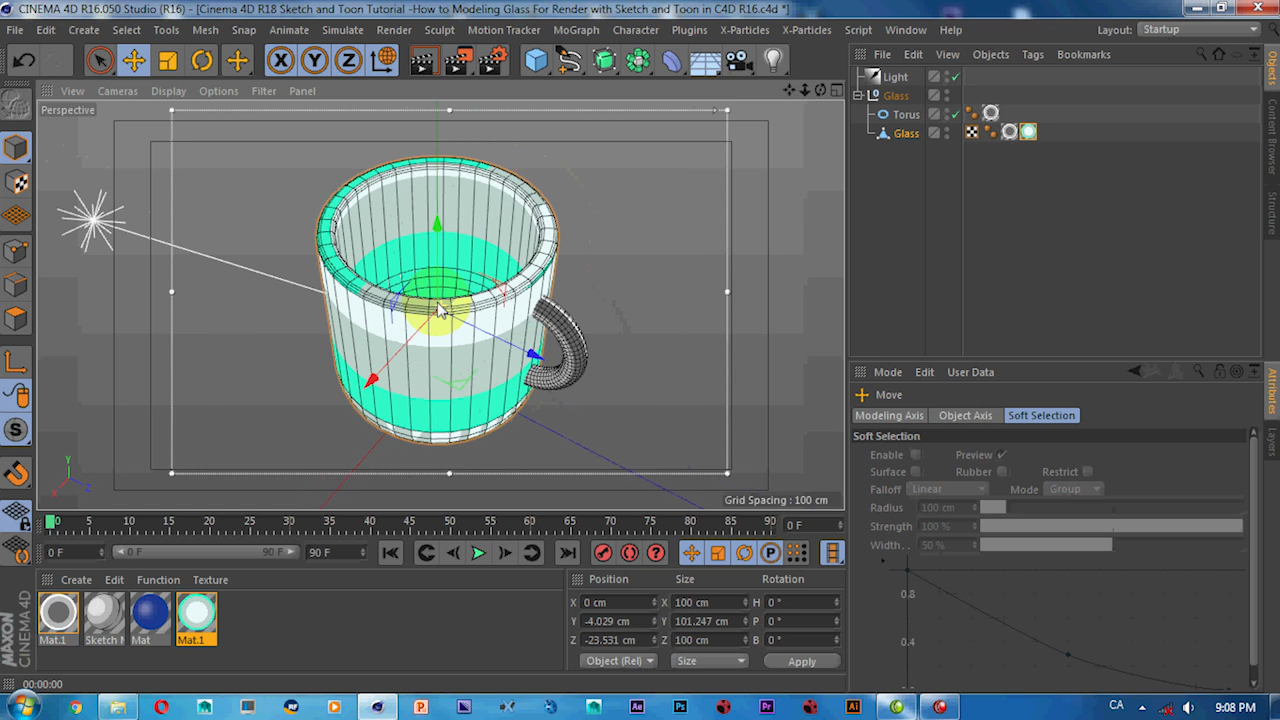 CINEMA 4D R16.050 Studio (R16) - [Cinema 4D R18 Sketch and Toon Tutorial -How to Modeling Glass For Render with Sketch and Toon in C4D R16.c4d *]
File Edit Create Select Tools Mesh Snap Animate Simulate Render Sculpt Motion Tracker MoGraph Character Plugins X-Particles X-Particles Script Window Help Layout: Startup
X Y Z
View Cameras Display Options Filter Panel
Perspective
Grid Spacing : 100 cm
Y
X
Z
S
File Edit View Objects Tags Bookmarks
Light
Glass
Torus
Glass
Objects
Content Browser
Structure
Mode Edit User Data
Move
Modeling Axis Object Axis Soft Selection
Soft Selection
Enable Preview
Surface Rubber Restrict
Falloff Linear Mode Group
Radius 100 cm
Strength 100 %
Width. . 50 %
0.8
0.4
Attributes
Layers
0 5 10 15 20 25 30 35 40 45 50 55 60 65 70 75 80 85 90 0 F
0 F 0 F 90 F 90 F
P
Create Edit Function Texture
Mat.1 Sketch Mat Mat.1
Position Size Rotation
X 0 cm X 100 cm H 0 °
Y -4.029 cm Y 101.247 cm P 0 °
Z -23.531 cm Z 100 cm B 0 °
Object (Rel) Size Apply
MAXON
CINEMA 4D
00:00:00
CA 9:08 PM